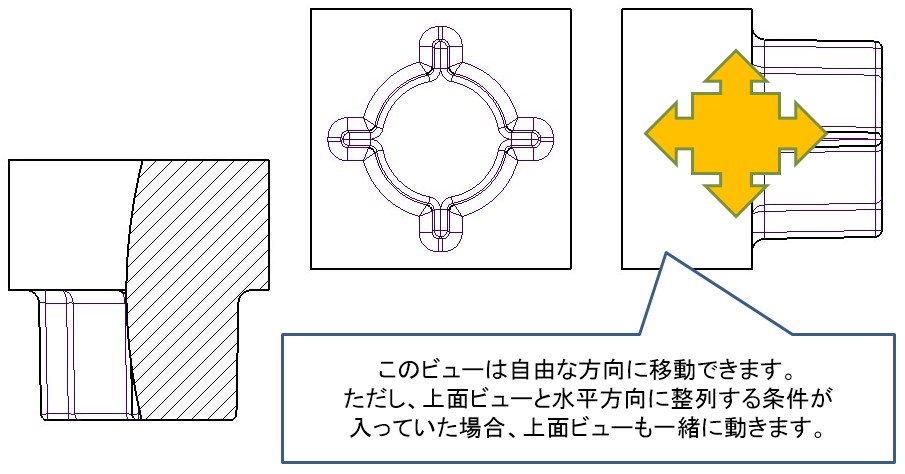 このビューは自由な方向に移動できます。
ただし、上面ビューと水平方向に整列する条件が
入っていた場合、上面ビューも一緒に動きます。